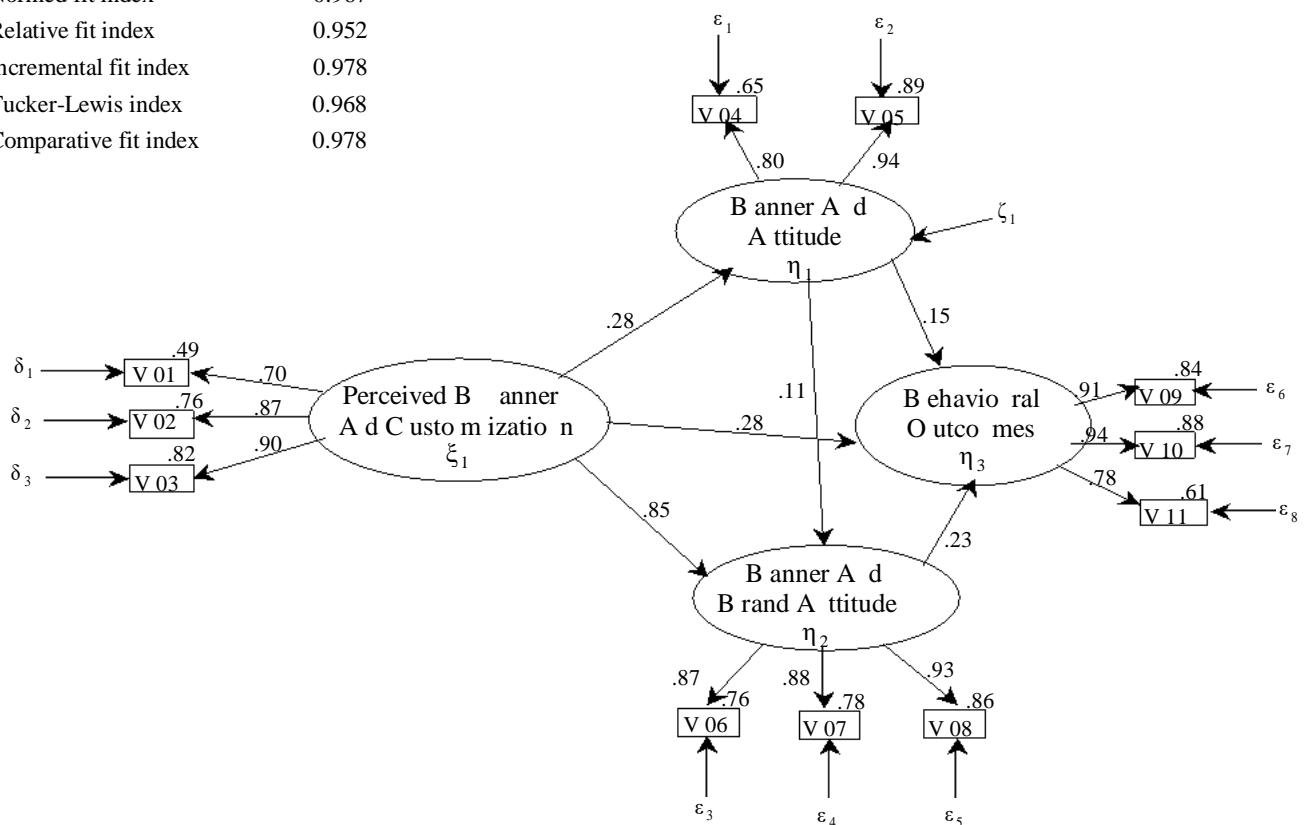 Relative fit index 0.952
Incremental fit index 0.978
Tucker-Lewis index 0.968
Comparative fit index 0.978
ε1
ε2
.65
.89
V 04
V 05
.80
.94
Banner Ad
Attitude
η1
ζ1
.28
.15
.49
δ1
V 01
.70
.76
δ2
V 02
.87
.82
δ3
V 03
.90
Perceived Banner
Ad Customization
ξ1
.11
.28
Behavioral
Outcomes
η3
.84
.91
V 09
ε6
.88
.94
V 10
ε7
.78
.61
V 11
ε8
.85
.23
Banner Ad
Brand Attitude
η2
.87
.88
.93
.76
.78
.86
V 06
V 07
V 08
ε3
ε4
ε5